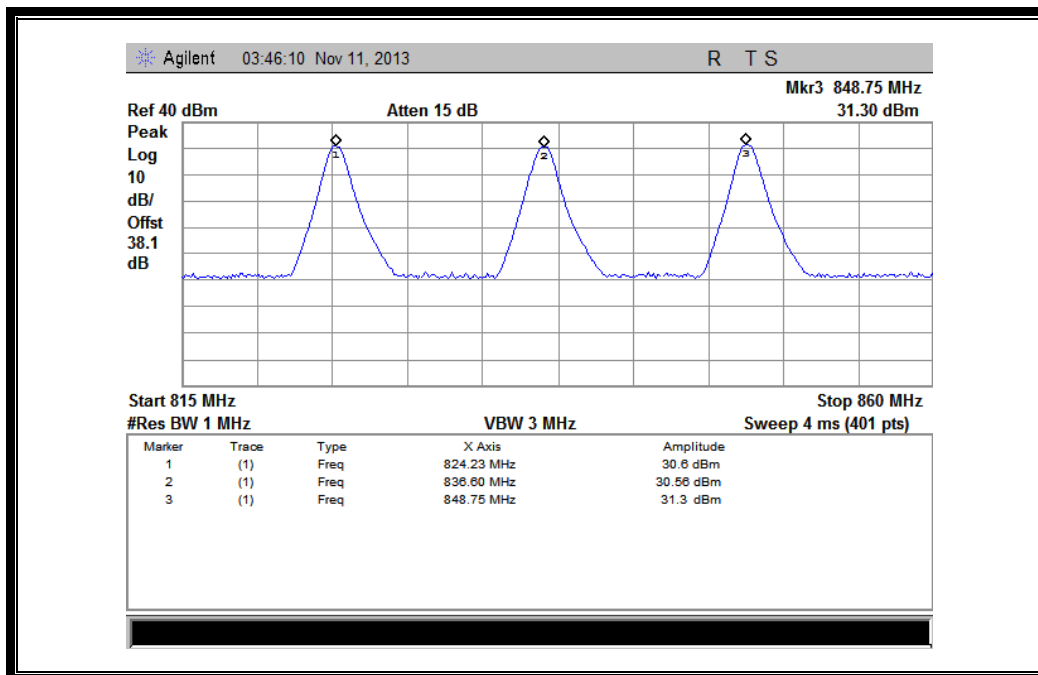 Agilent 03:46:10 Nov 11, 2013 R T S
Mkr3 848.75 MHz
Ref 40 dBm Atten 15 dB 31.30 dBm
Peak
Log
10
dB/
Offst
38.1
dB
1 2 3
Start 815 MHz Stop 860 MHz
#Res BW 1 MHz VBW 3 MHz Sweep 4 ms (401 pts)
Marker Trace Type X Axis Amplitude
1 (1) Freq 824.23 MHz 30.6 dBm
2 (1) Freq 836.60 MHz 30.56 dBm
3 (1) Freq 848.75 MHz 31.3 dBm